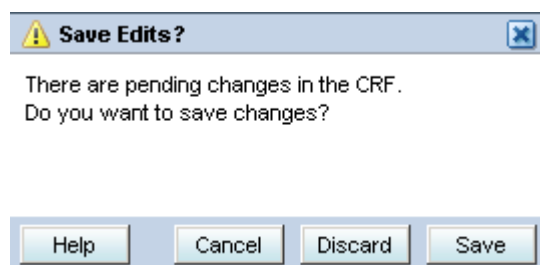 Save Edits?
There are pending changes in the CRF.
Do you want to save changes?
Help Cancel Discard Save